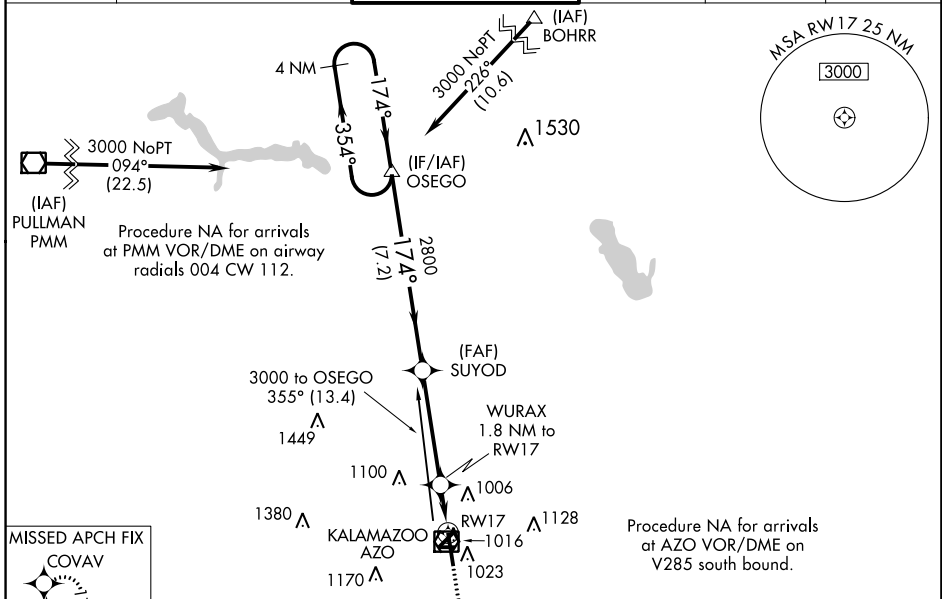 (IAF)
BOHRR
3000 NoPT
226°
(10.6)
MSA RW17 25 NM
3000
4 NM
174°
354°
1530
(IF/IAF)
OSEGO
3000 NoPT
094°
(22.5)
(IAF)
PULLMAN
PMM
Procedure NA for arrivals
at PMM VOR/DME on airway
radials 004 CW 112.
2800
174°
(7.2)
(FAF)
SUYOD
3000 to OSEGO
355° (13.4)
1449
WURAX
1.8 NM to
RW17
1100
1006
1380
RW17
1128
KALAMAZOO
AZO
1016
1023
1170
Procedure NA for arrivals
at AZO VOR/DME on
V285 south bound.
MISSED APCH FIX
COVAV